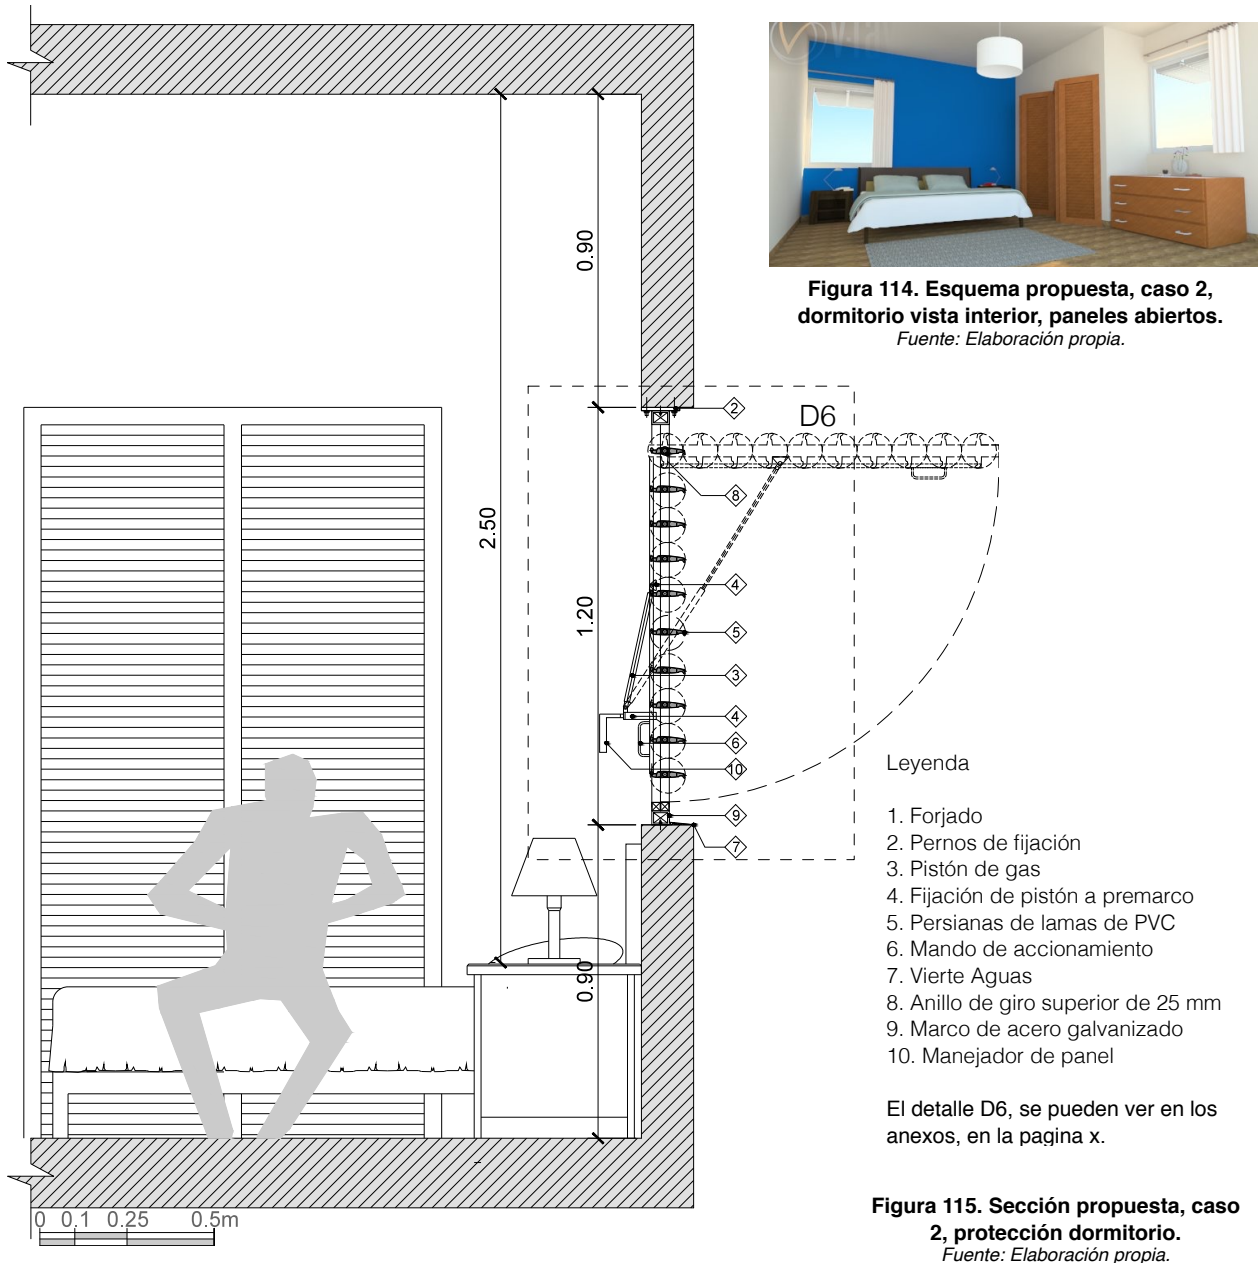 Figura 114. Esquema propuesta, caso 2,
dormitorio vista interior, paneles abiertos.
Fuente: Elaboración propia.
0.90
2
D6
8
2.50
4
1.20
5
3
4
6
10
9
7
0.90
Leyenda
1. Forjado
2. Pernos de fijación
3. Pistón de gas
4. Fijación de pistón a premarco
5. Persianas de lamas de PVC
6. Mando de accionamiento
7. Vierte Aguas
8. Anillo de giro superior de 25 mm
9. Marco de acero galvanizado
10. Manejador de panel
El detalle D6, se pueden ver en los
anexos, en la pagina x.
0 0.1 0.25 0.5m
Figura 115. Sección propuesta, caso
2, protección dormitorio.
Fuente: Elaboración propia.